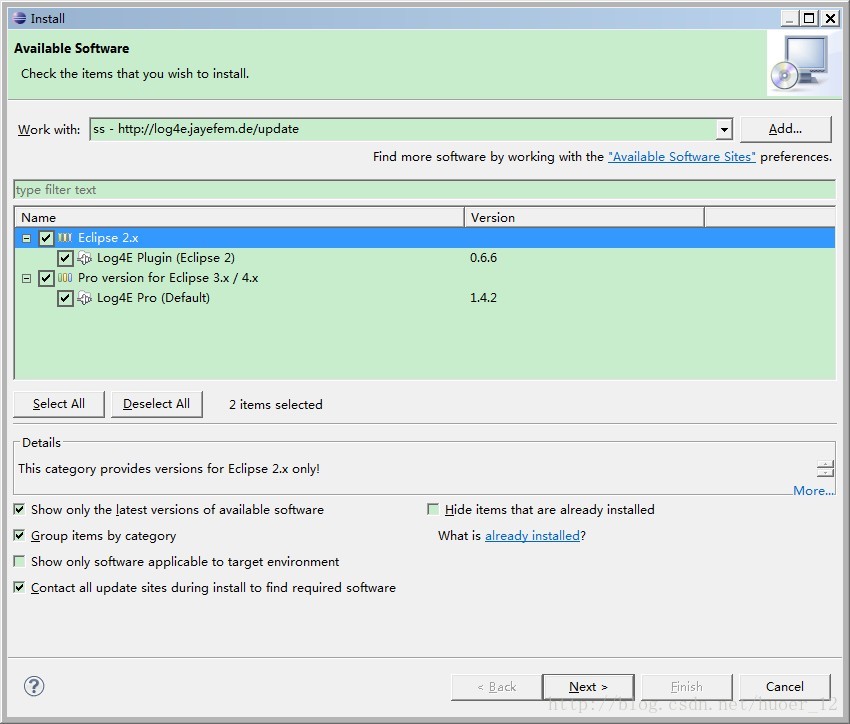 Install
Available Software
Check the items that you wish to install.
Work with: ss - http://log4e.jayefem.de/update Add...
Find more software by working with the "Available Software Sites" preferences.
type filter text
Name Version
Eclipse 2.x
Log4E Plugin (Eclipse 2) 0.6.6
Pro version for Eclipse 3.x / 4.x
Log4E Pro (Default) 1.4.2
Select All Deselect All 2 items selected
Details
This category provides versions for Eclipse 2.x only!
More...
Show only the latest versions of available software Hide items that are already installed
Group items by category What is already installed?
Show only software applicable to target environment
Contact all update sites during install to find required software
? < Back Next > Finish Cancel
http://blog.csdn.net/huoer_12